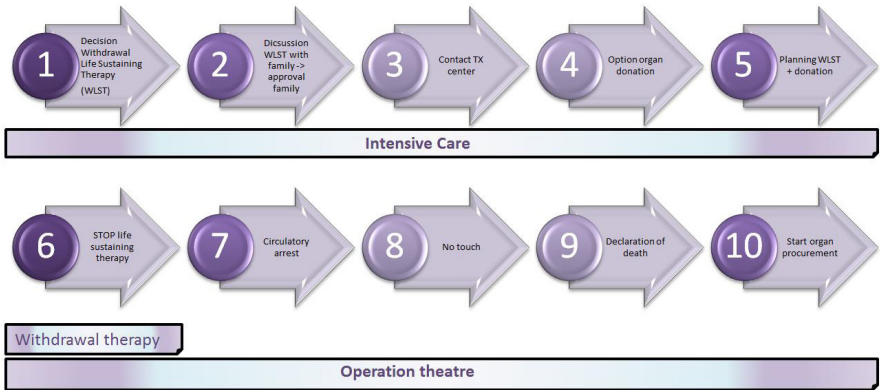 1
Decision
Withdrawal
Life Sustaining
Therapy
(WLST)
2
Dicsussion
WLST with
family ->
approval
family
3
Contact TX
center
4
Option organ
donation
5
Planning WLST
+ donation
Intensive Care
6
STOP life
sustaining
therapy
7
Circulatory
arrest
8
No touch
9
Declaration of
death
10
Start organ
procurement
Withdrawal therapy
Operation theatre